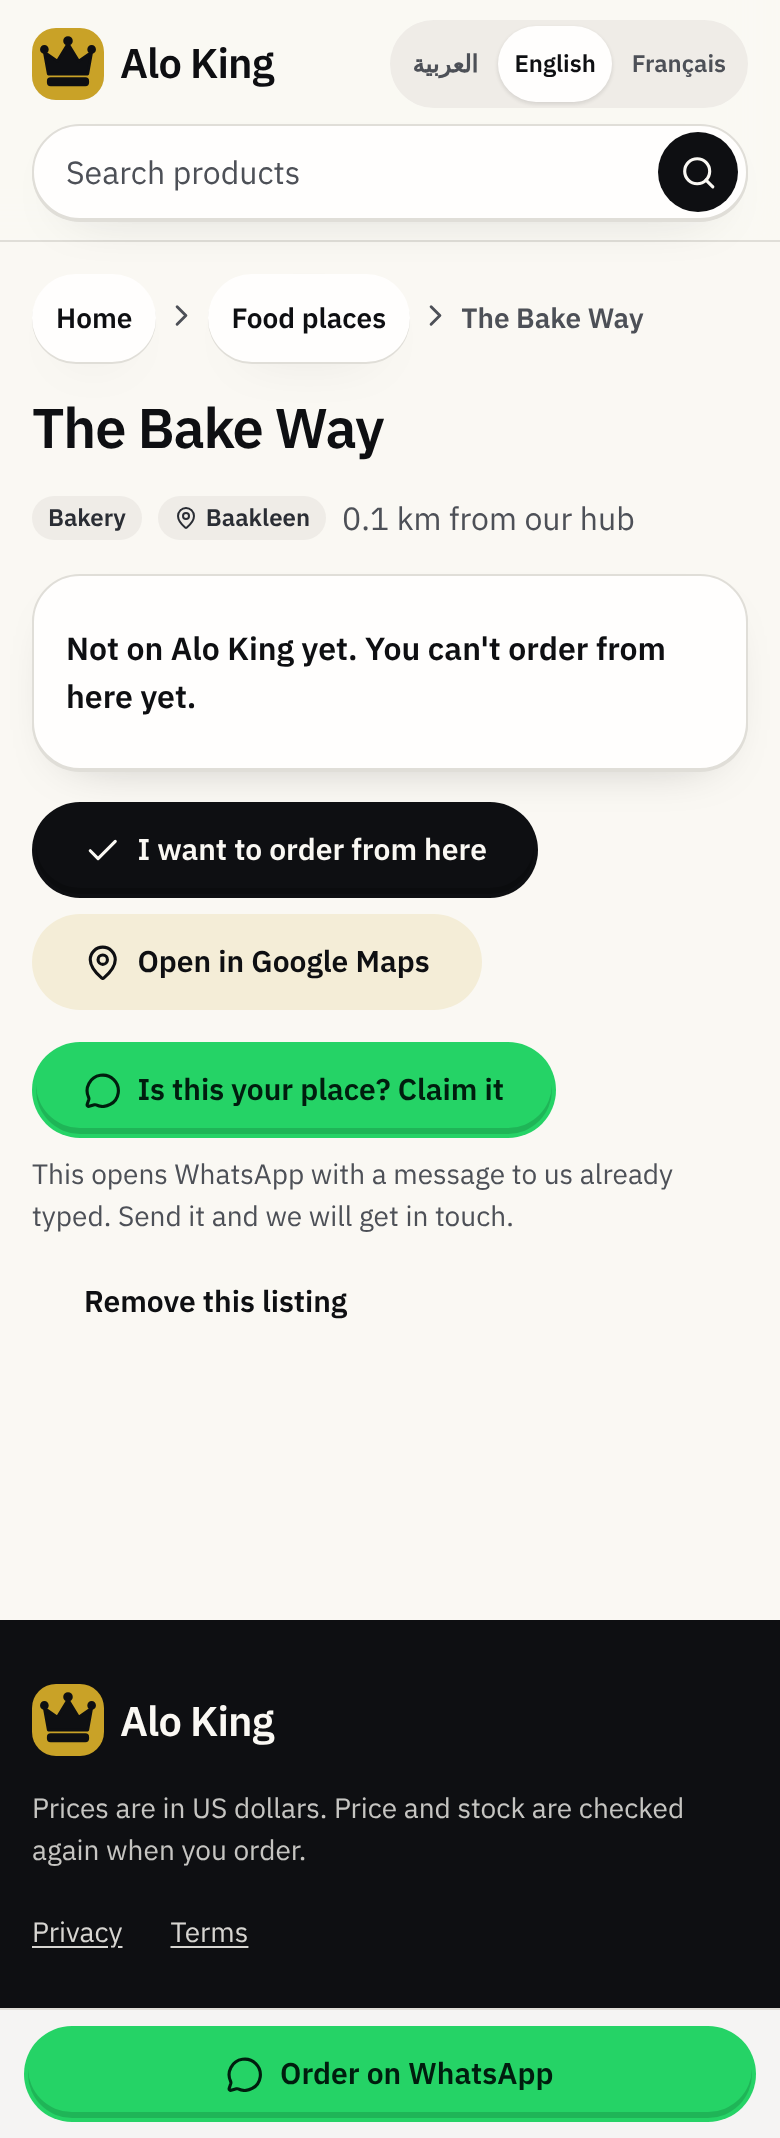 Alo King
العربية
English
Français
Search products
Home
Food places
The Bake Way
The Bake Way
Bakery
Baakleen
0.1 km from our hub
Not on Alo King yet. You can't order from
here yet.
I want to order from here
Open in Google Maps
Is this your place? Claim it
This opens WhatsApp with a message to us already
typed. Send it and we will get in touch.
Remove this listing
Alo King
Prices are in US dollars. Price and stock are checked
again when you order.
Privacy
Terms
Order on WhatsApp